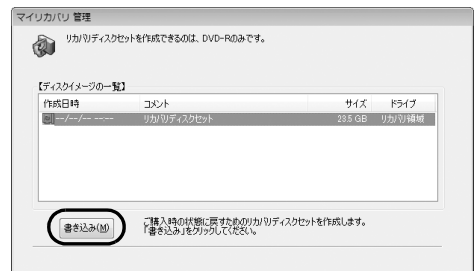 マイリカバリ 管理
リカバリディスクセットを作成できるのは、DVD-Rのみです。
【ディスクイメージの一覧】
作成日時 コメント サイズ ドライブ
--/--/-- --:-- リカバリディスクセット 23.5 GB リカバリ領域
書き込み(M)
ご購入時の状態に戻すためのリカバリディスクセットを作成します。
「書き込み」をクリックしてください。